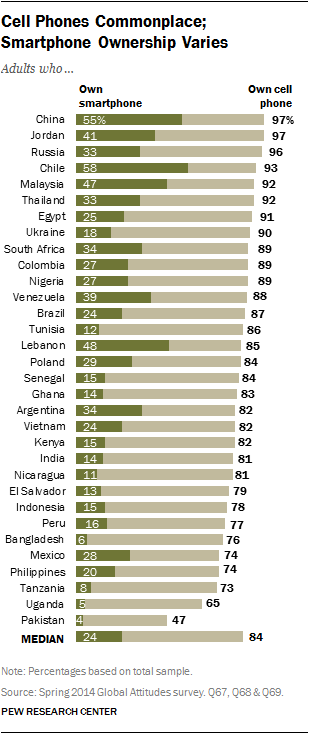 Cell Phones Commonplace;
Smartphone Ownership Varies
Adults who ...
Own smartphone Own cell phone
China 55% 97%
Jordan 41 97
Russia 33 96
Chile 58 93
Malaysia 47 92
Thailand 33 92
Egypt 25 91
Ukraine 18 90
South Africa 34 89
Colombia 27 89
Nigeria 27 89
Venezuela 39 88
Brazil 24 87
Tunisia 12 86
Lebanon 48 85
Poland 29 84
Senegal 15 84
Ghana 14 83
Argentina 34 82
Vietnam 24 82
Kenya 15 82
India 14 81
Nicaragua 11 81
El Salvador 13 79
Indonesia 15 78
Peru 16 77
Bangladesh 6 76
Mexico 28 74
Philippines 20 74
Tanzania 8 73
Uganda 5 65
Pakistan 4 47
MEDIAN 24 84
Note: Percentages based on total sample.
Source: Spring 2014 Global Attitudes survey. Q67, Q68 & Q69.
PEW RESEARCH CENTER